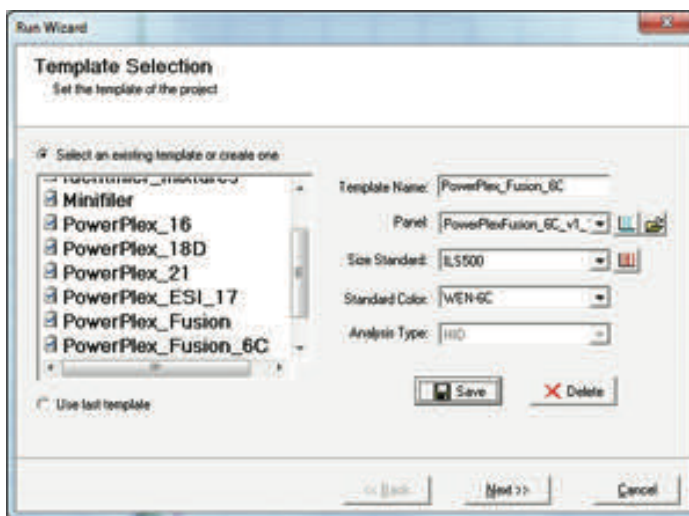 Run Wizard
Template Selection
Set the template of the project
Select an existing template or create one
Minifiler
PowerPlex_16
PowerPlex_18D
PowerPlex_21
PowerPlex_ESI_17
PowerPlex_Fusion
PowerPlex_Fusion_6C
Use last template
Template Name: PowerPlex_Fusion_6C
Panel: PowerPlexFusion_6C_v1_
Size Standard: ILS500
Standard Color: WEN-6C
Analysis Type: HID
Save Delete
<< Back Next >> Cancel